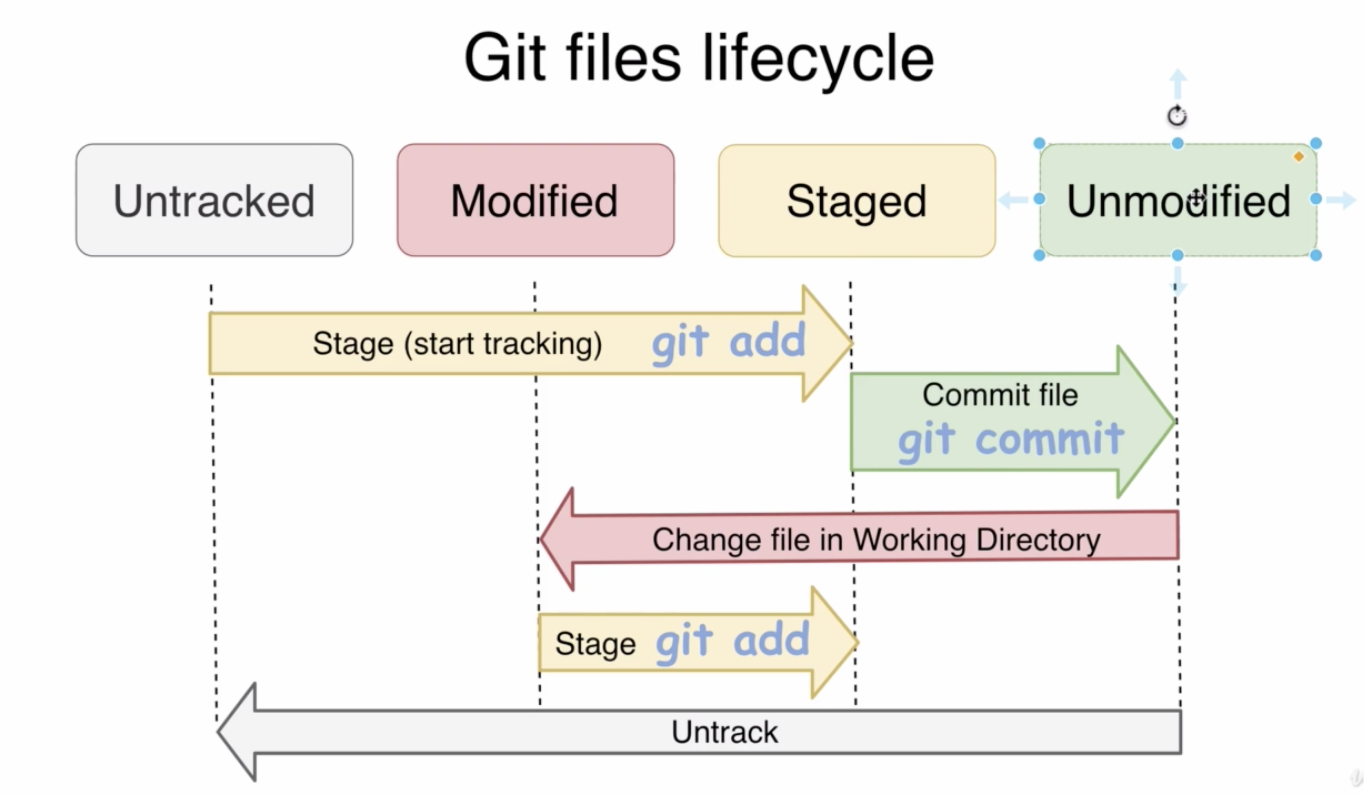 Git files lifecycle
Untracked
Modified
Staged
Unmodified
Stage (start tracking) git add
Commit file
git commit
Change file in Working Directory
Stage git add
Untrack